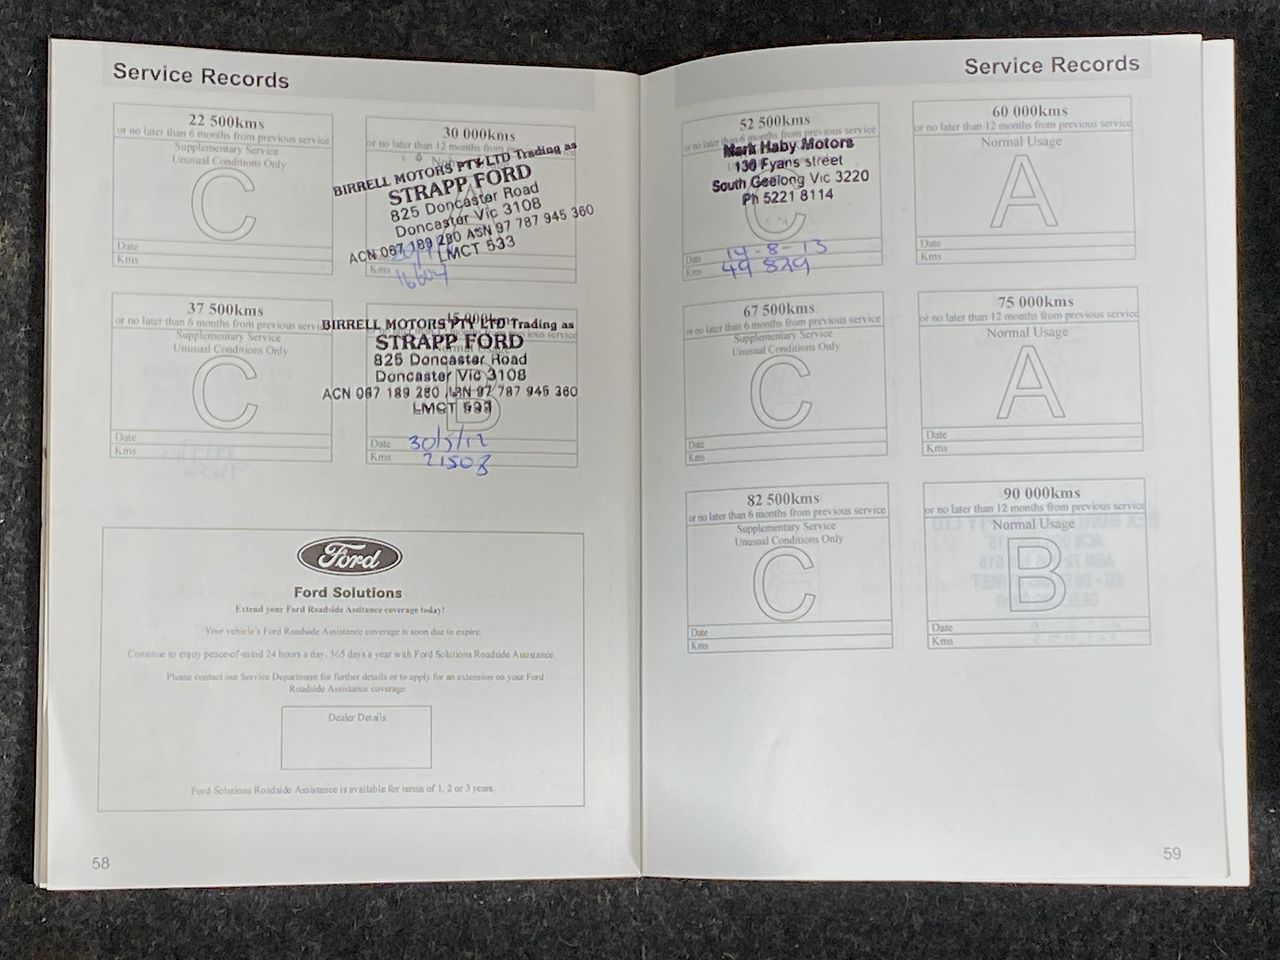 Service Records
22 500kms
or no later than 6 months from previous service
Supplementary Service
Unusual Conditions Only
C
Date
Kms
30 000kms
or no later than 12 months from previous service
BIRRELL MOTORS PTY LTD Trading as
STRAPP FORD
825 Doncaster Road
Doncaster Vic 3108
ACN 067 189 280 ABN 97 787 945 360
LMCT 533
Kms 16604
37 500kms
or no later than 6 months from previous service
Supplementary Service
Unusual Conditions Only
C
Date
Kms
45 000kms
BIRRELL MOTORS PTY LTD Trading as
STRAPP FORD
825 Doncaster Road
Doncaster Vic 3108
ACN 067 189 280 ABN 97 787 945 360
LMCT 533
B
Date 30/5/12
Kms 21508
Ford
Ford Solutions
Extend your Ford Roadside Assitance coverage today!
Your vehicle's Ford Roadside Assistance coverage is soon due to expire.
Continue to enjoy peace-of-mind 24 hours a day, 365 days a year with Ford Solutions Roadside Assistance.
Please contact our Service Department for further details or to apply for an extension on your Ford
Roadside Assistance coverage
Dealer Details
Ford Solutions Roadside Assistance is available for terms of 1, 2 or 3 years.
58
Service Records
52 500kms
or no later than 6 months from previous service
Mark Haby Motors
136 Fyans street
South Geelong Vic 3220
Ph 5221 8114
C
Date 14-8-13
Kms 49 829
60 000kms
or no later than 12 months from previous service
Normal Usage
A
Date
Kms
67 500kms
or no later than 6 months from previous service
Supplementary Service
Unusual Conditions Only
C
Date
Kms
75 000kms
or no later than 12 months from previous service
Normal Usage
A
Date
Kms
82 500kms
or no later than 6 months from previous service
Supplementary Service
Unusual Conditions Only
C
Date
Kms
90 000kms
or no later than 12 months from previous service
Normal Usage
B
Date
Kms
59